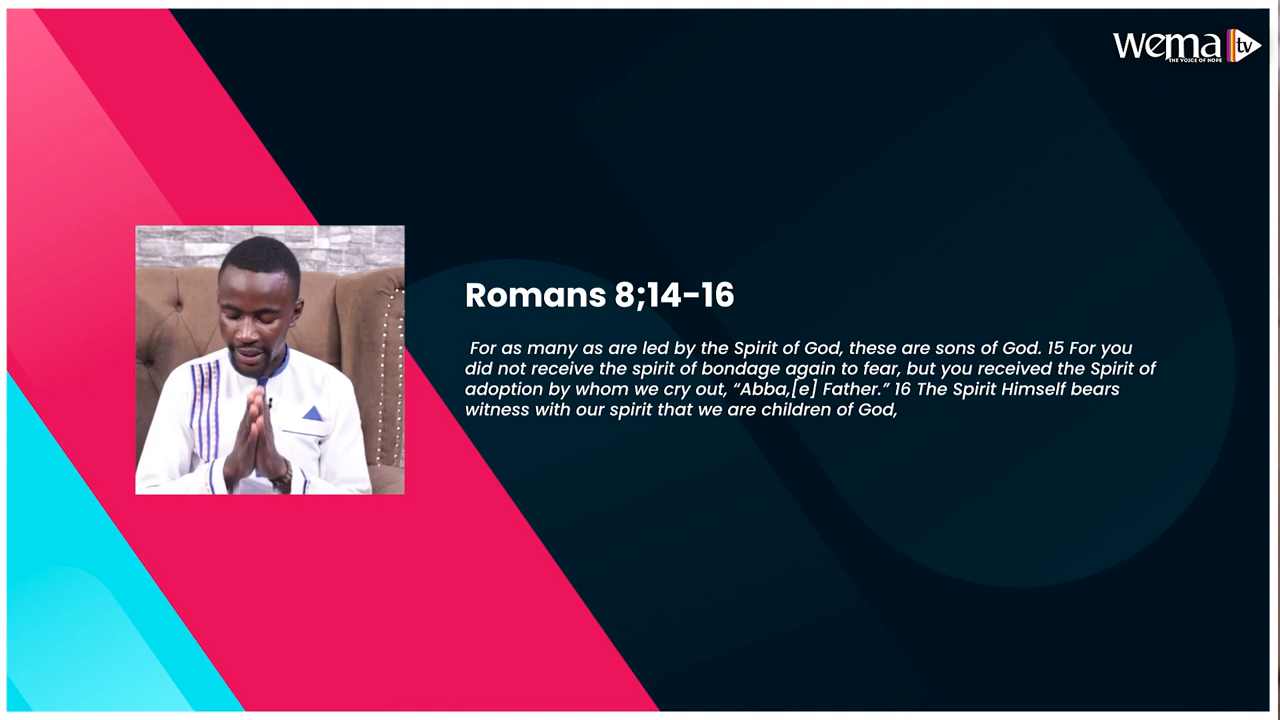 wema tv
THE VOICE OF HOPE
Romans 8;14-16
For as many as are led by the Spirit of God, these are sons of God. 15 For you
did not receive the spirit of bondage again to fear, but you received the Spirit of
adoption by whom we cry out, “Abba,[e] Father.” 16 The Spirit Himself bears
witness with our spirit that we are children of God,